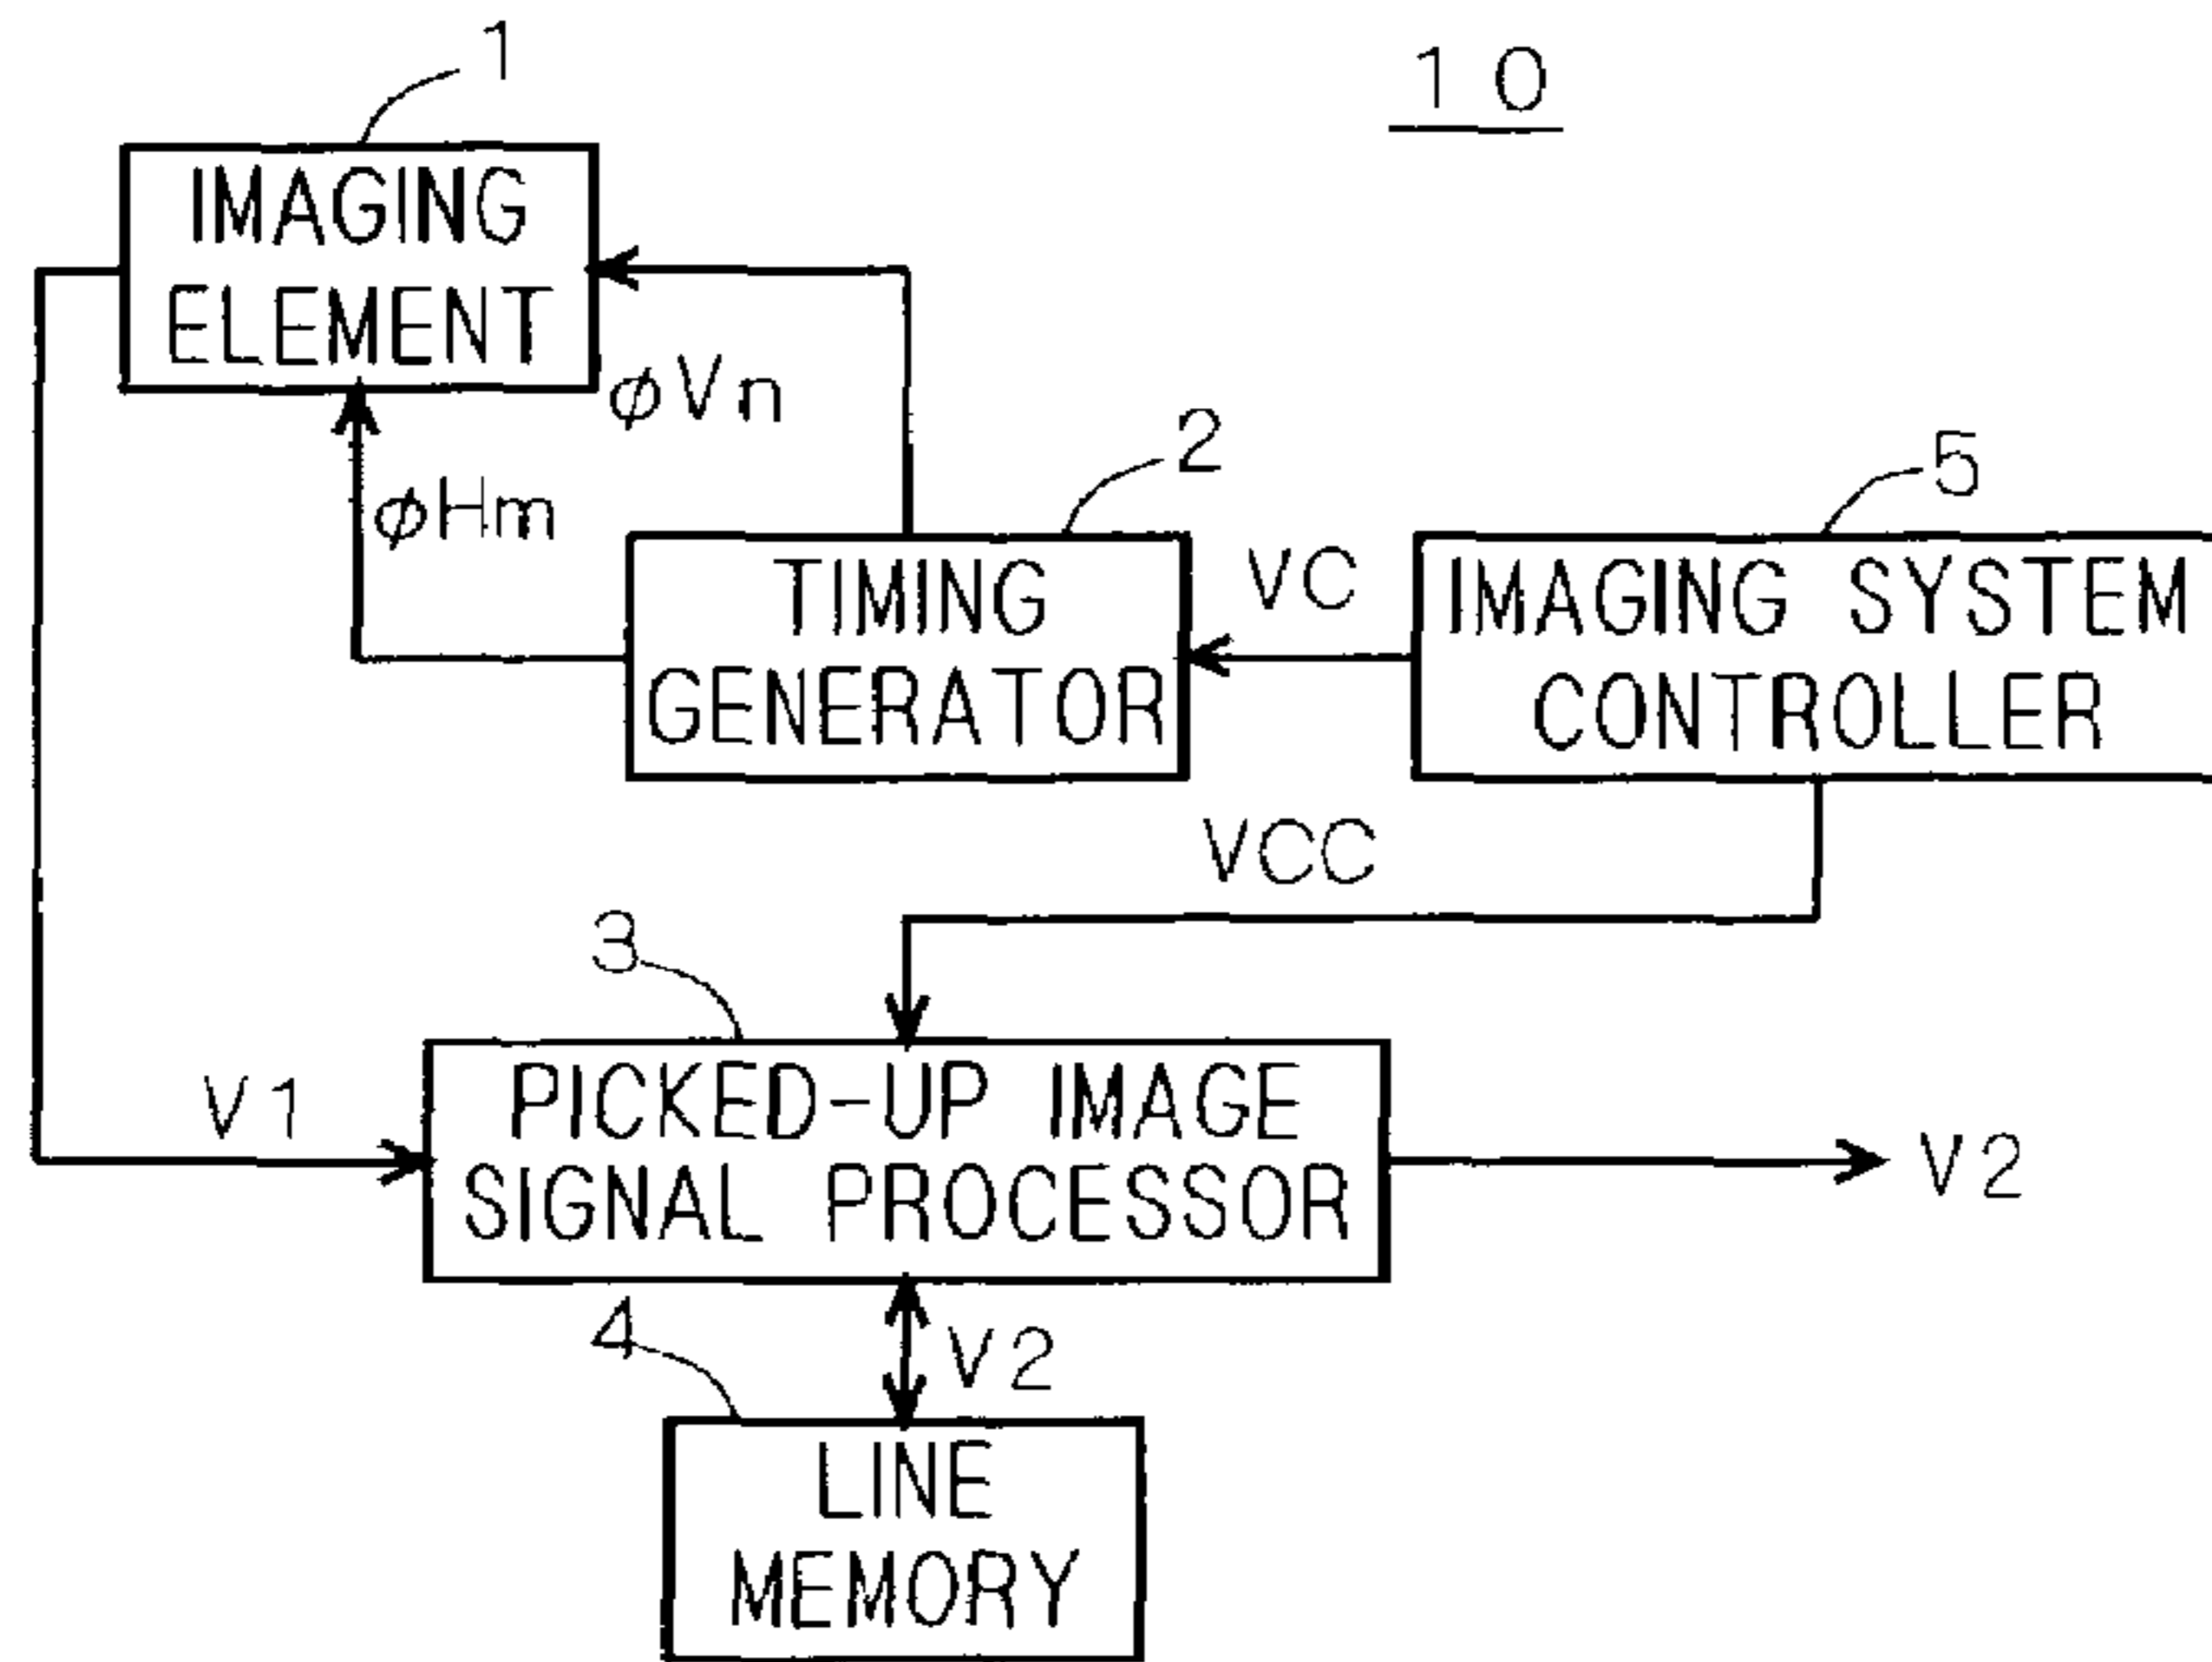 1
10
IMAGING
ELEMENT
φVn
φHm
2
5
TIMING
GENERATOR
VC
IMAGING SYSTEM
CONTROLLER
VCC
3
V1
PICKED-UP IMAGE
SIGNAL PROCESSOR
V2
4
V2
LINE
MEMORY